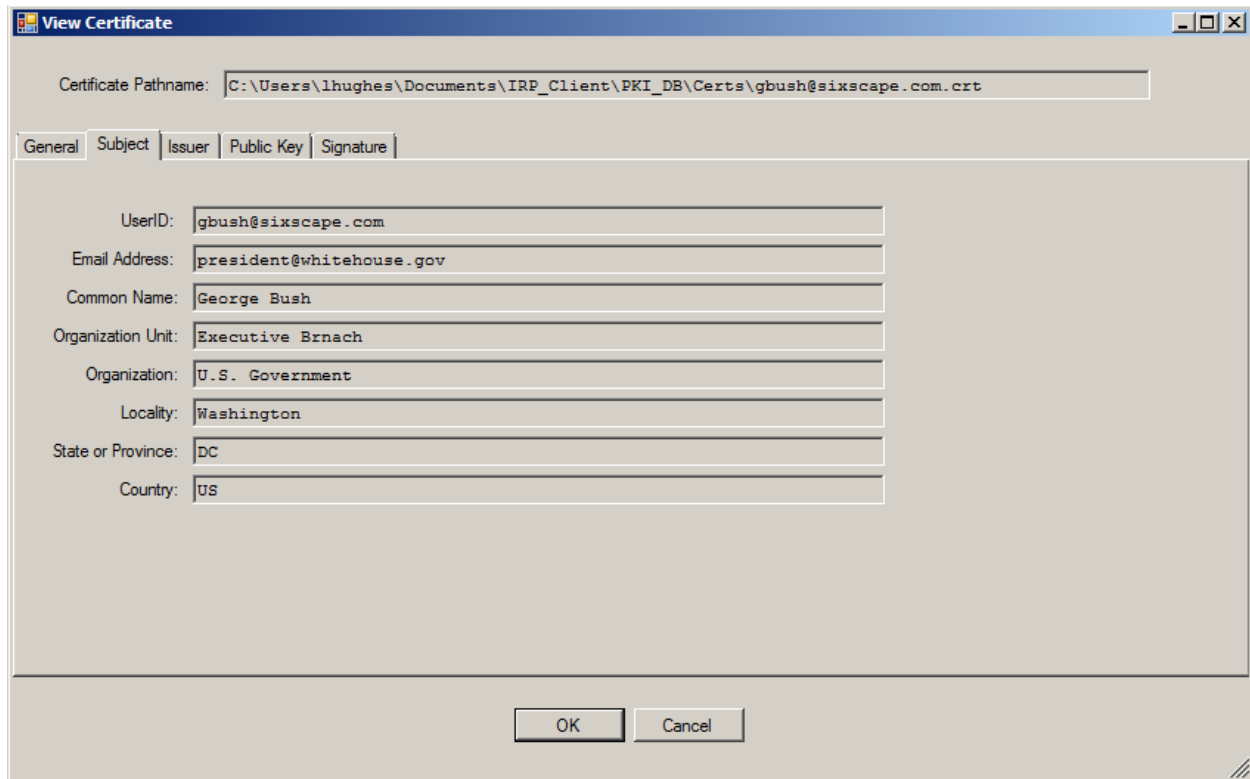 View Certificate
Certificate Pathname: C:\Users\lhughes\Documents\IRP_Client\PKI_DB\Certs\gbush@sixscape.com.crt
General Subject Issuer Public Key Signature
UserID: gbush@sixscape.com
Email Address: president@whitehouse.gov
Common Name: George Bush
Organization Unit: Executive Brnach
Organization: U.S. Government
Locality: Washington
State or Province: DC
Country: US
OK Cancel